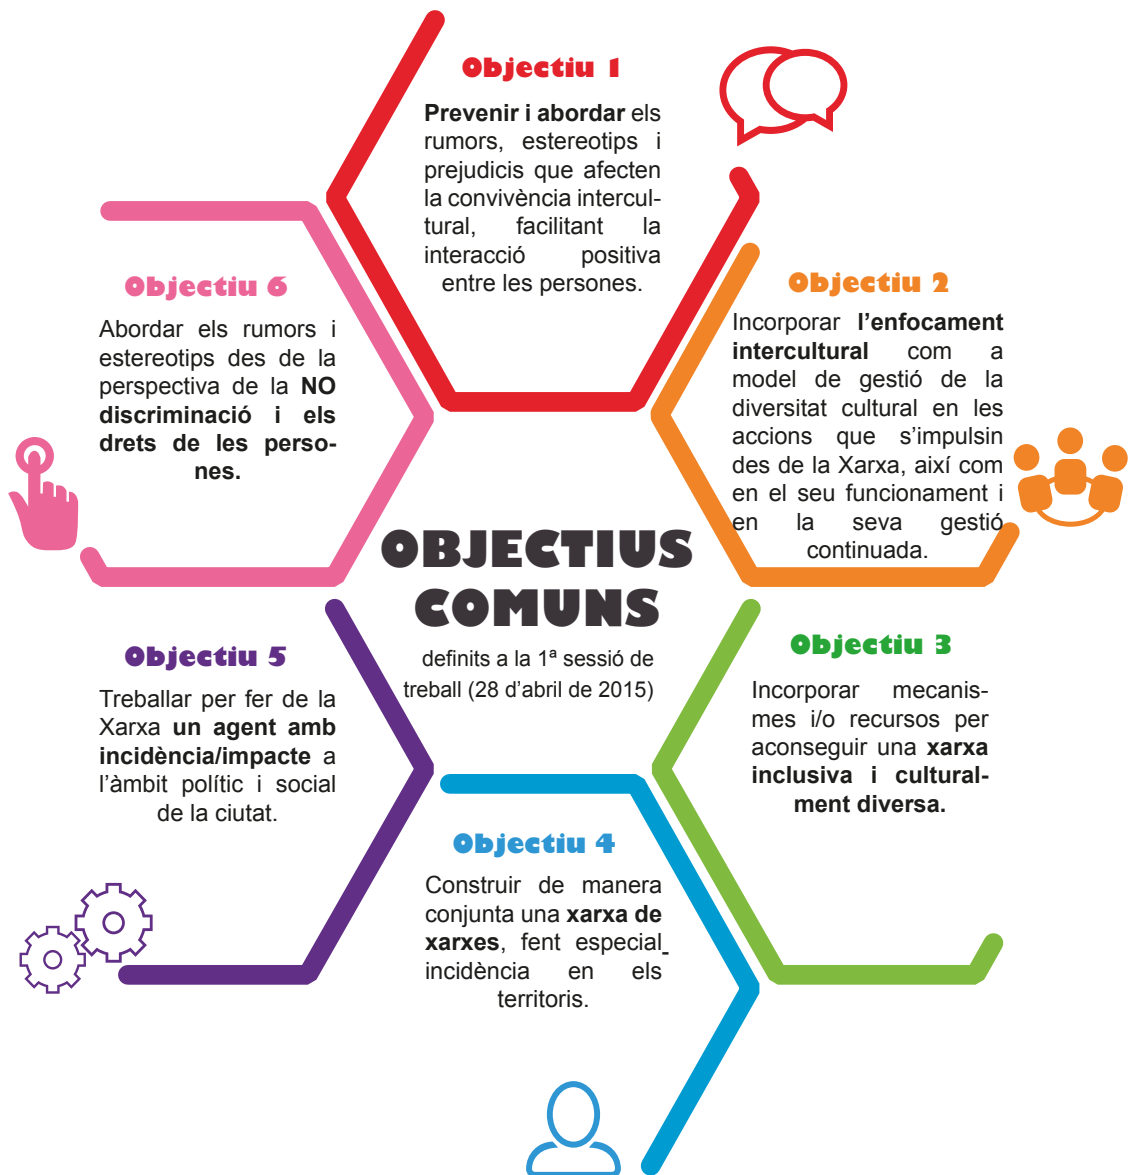 Objectiu 1
Prevenir i abordar els
rumors, estereotips i
prejudicis que afecten
la convivència intercul-
tural, facilitant la
interacció positiva
entre les persones.
Objectiu 2
Incorporar l’enfocament
intercultural com a
model de gestió de la
diversitat cultural en les
accions que s’impulsin
des de la Xarxa, així com
en el seu funcionament i
en la seva gestió
continuada.
Objectiu 6
Abordar els rumors i
estereotips des de la
perspectiva de la NO
discriminació i els
drets de les perso-
nes.
OBJECTIUS
COMUNS
definits a la 1ª sessió de
treball (28 d’abril de 2015)
Objectiu 3
Incorporar mecanis-
mes i/o recursos per
aconseguir una xarxa
inclusiva i cultural-
ment diversa.
Objectiu 5
Treballar per fer de la
Xarxa un agent amb
incidència/impacte a
l’àmbit polític i social
de la ciutat.
Objectiu 4
Construir de manera
conjunta una xarxa de
xarxes, fent especial_
incidència en els
territoris.